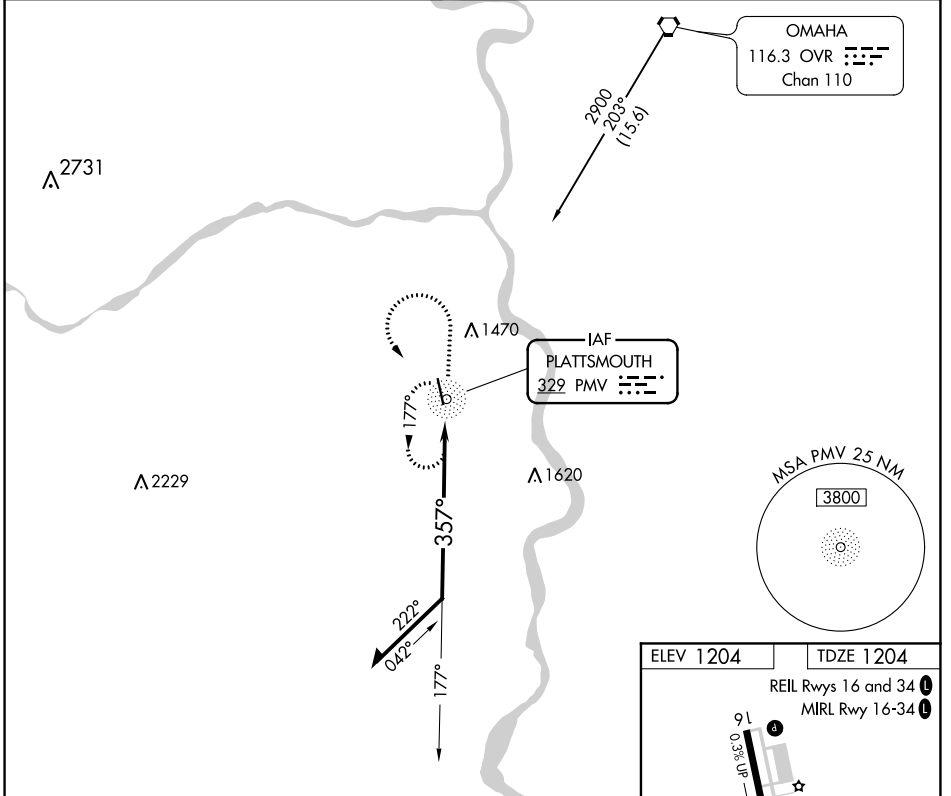 OMAHA
116.3 OVR
Chan 110
2900
203°
(15.6)
2731
1470
IAF
PLATTSMOUTH
329 PMV
177°
2229
1620
MSA PMV 25 NM
3800
357°
222°
042°
177°
ELEV 1204
TDZE 1204
REIL Rwys 16 and 34 L
MIRL Rwy 16-34 L
16
P
0.3% UP